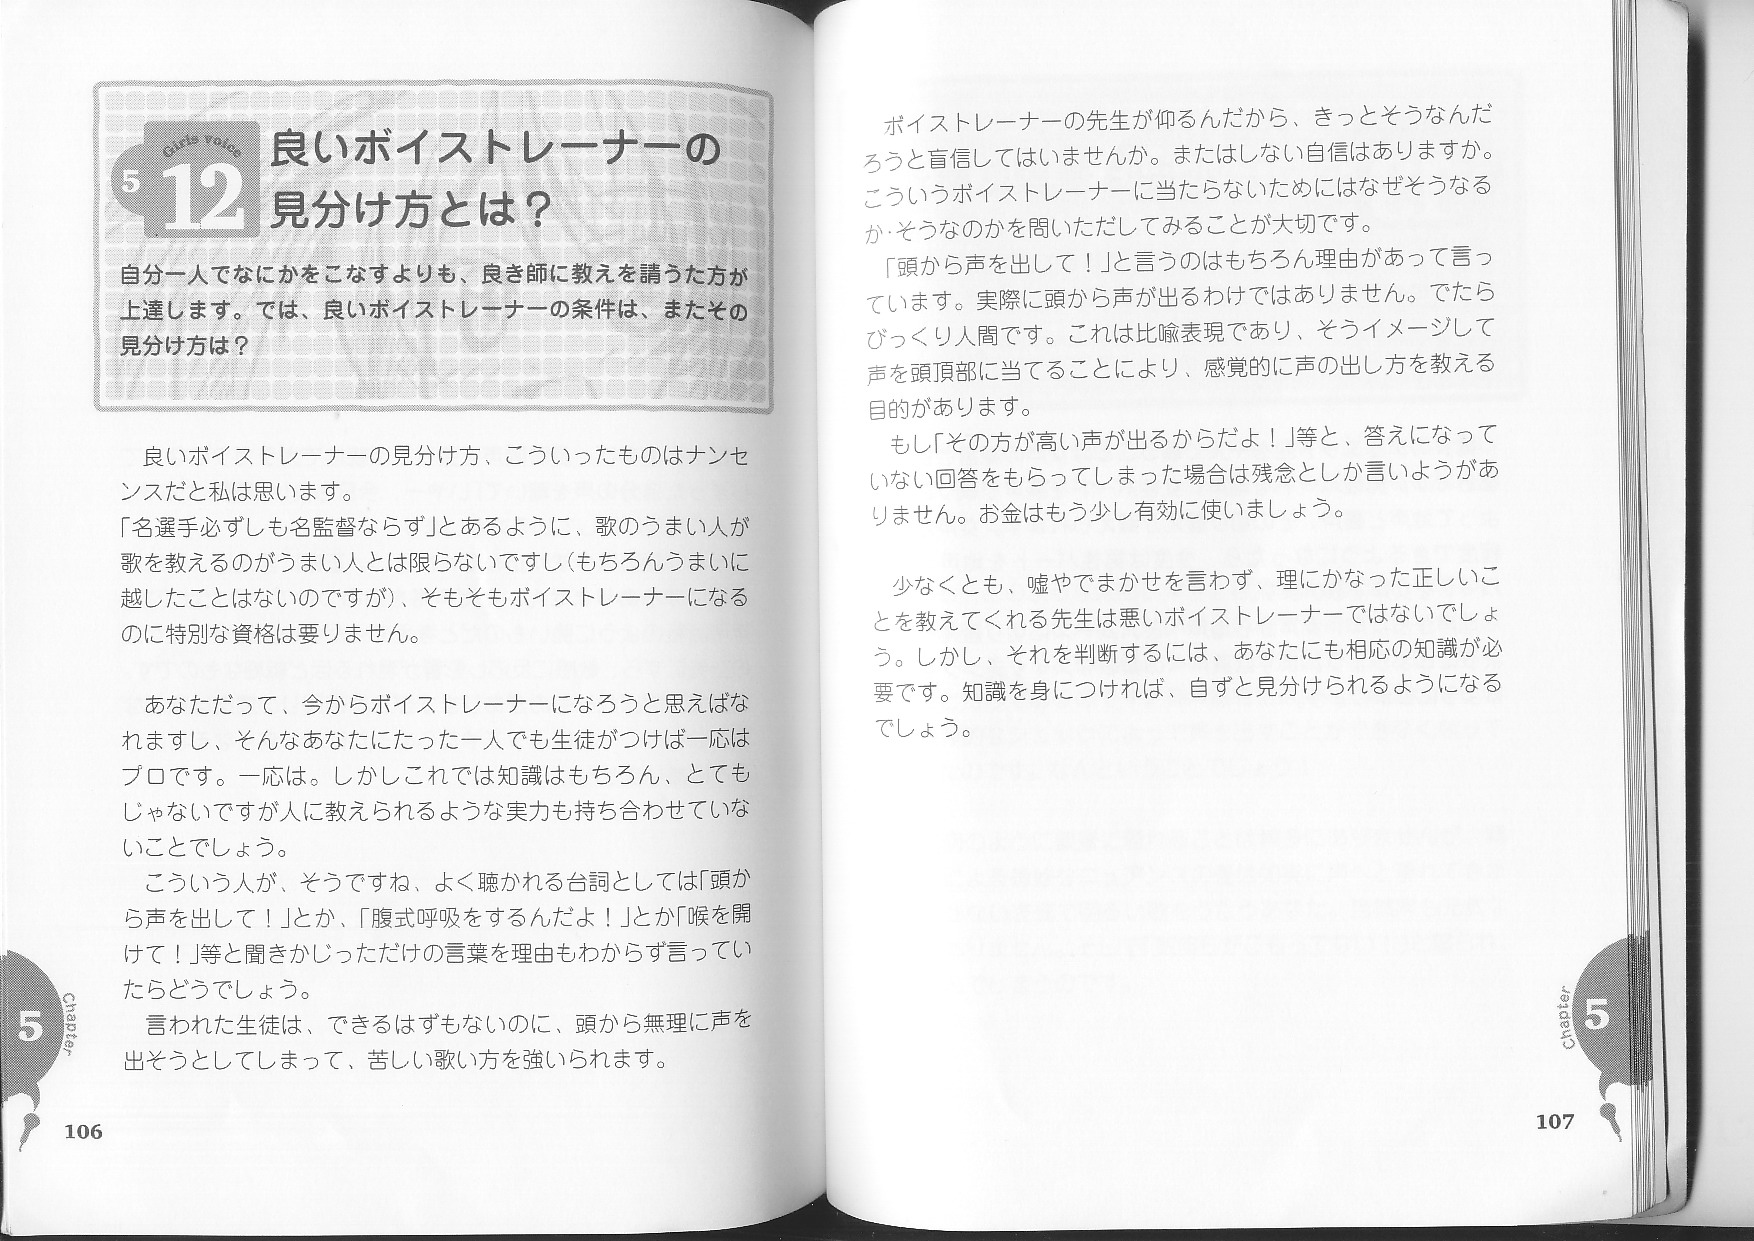 Girls voice
5
12
良いボイストレーナーの
見分け方とは？
自分一人でなにかをこなすよりも、良き師に教えを請うた方が
上達します。では、良いボイストレーナーの条件は、またその
見分け方は？
良いボイストレーナーの見分け方、こういったものはナンセ
ンスだと私は思います。
「名選手必ずしも名監督ならず」とあるように、歌のうまい人が
歌を教えるのがうまい人とは限らないですし（もちろんうまいに
越したことはないのですが）、そもそもボイストレーナーになる
のに特別な資格は要りません。
あなただって、今からボイストレーナーになろうと思えばな
れますし、そんなあなたにたった一人でも生徒がつけば一応は
プロです。一応は。しかしこれでは知識はもちろん、とても
じゃないですが人に教えられるような実力も持ち合わせていな
いことでしょう。
こういう人が、そうですね、よく聴かれる台詞としては「頭か
ら声を出して！」とか、「腹式呼吸をするんだよ！」とか「喉を開
けて！」等と聞きかじっただけの言葉を理由もわからず言ってい
たらどうでしょう。
言われた生徒は、できるはずもないのに、頭から無理に声を
出そうとしてしまって、苦しい歌い方を強いられます。
5
Chapter
106
ボイストレーナーの先生が仰るんだから、きっとそうなんだ
ろうと盲信してはいませんか。またはしない自信はありますか。
こういうボイストレーナーに当たらないためにはなぜそうなる
か･そうなのかを問いただしてみることが大切です。
「頭から声を出して！」と言うのはもちろん理由があって言っ
ています。実際に頭から声が出るわけではありません。でたら
びっくり人間です。これは比喩表現であり、そうイメージして
声を頭頂部に当てることにより、感覚的に声の出し方を教える
目的があります。
もし「その方が高い声が出るからだよ！」等と、答えになって
いない回答をもらってしまった場合は残念としか言いようがあ
りません。お金はもう少し有効に使いましょう。
少なくとも、嘘やでまかせを言わず、理にかなった正しいこ
とを教えてくれる先生は悪いボイストレーナーではないでしょ
う。しかし、それを判断するには、あなたにも相応の知識が必
要です。知識を身につければ、自ずと見分けられるようになる
でしょう。
Chapter
5
107